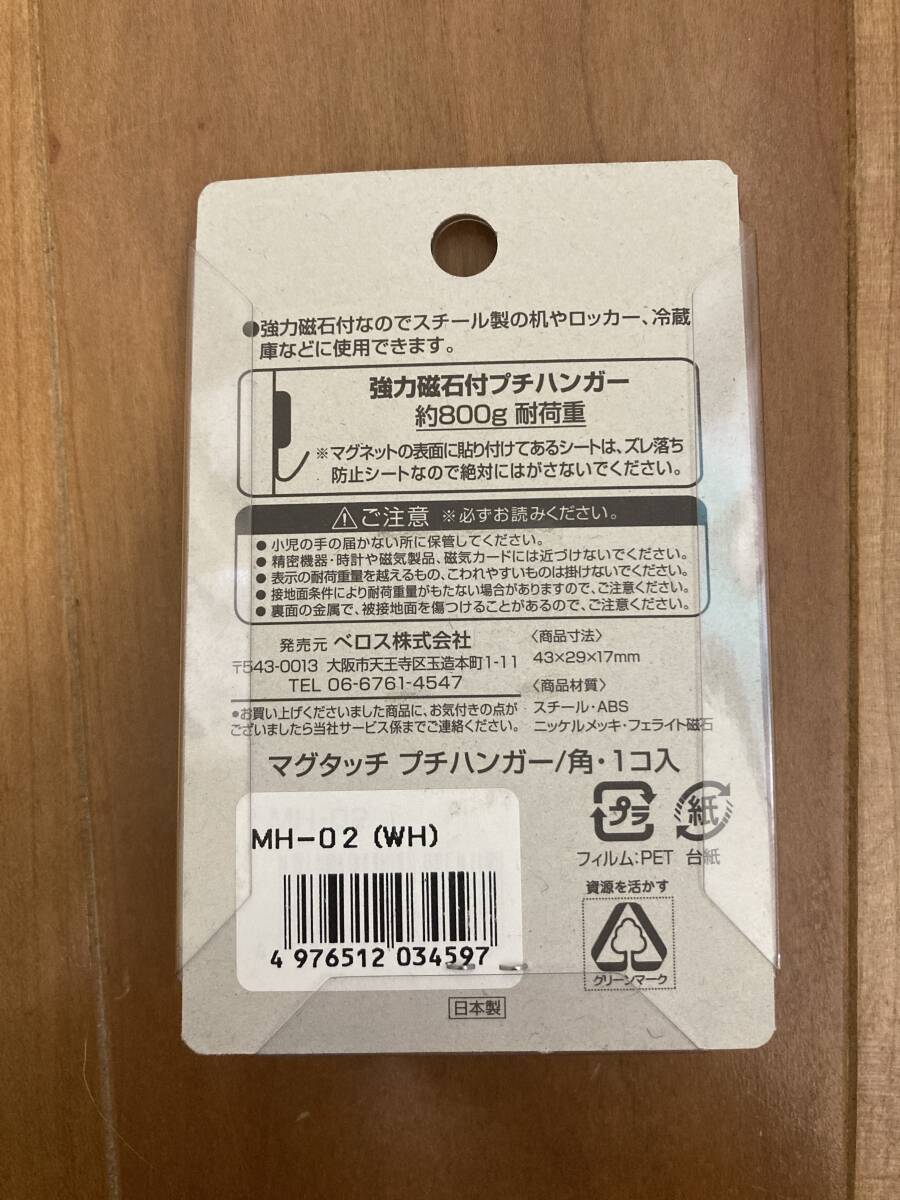 ●強力磁石付なのでスチール製の机やロッカー、冷蔵
庫などに使用できます。
強力磁石付プチハンガー
約800g 耐荷重
※マグネットの表面に貼り付けてあるシートは、ズレ落ち
防止シートなので絶対にはがさないでください。
ご注意 ※必ずお読みください。
● 小児の手の届かない所に保管してください。
● 精密機器・時計や磁気製品、磁気カードには近づけないでください。
● 表示の耐荷重量を越えるもの、こわれやすいものは掛けないでください。
● 接地面条件により耐荷重量がもたない場合がありますので、ご注意ください。
● 裏面の金属で、被接地面を傷つけることがあるので、ご注意ください。
発売元 ベロス株式会社
〒543-0013 大阪市天王寺区玉造本町1-11
TEL 06-6761-4547
●お買い上げくださいました商品に、お気付きの点が
ございましたら当社サービス係までご連絡ください。
〈商品寸法〉
43×29×17mm
〈商品材質〉
スチール・ABS
ニッケルメッキ・フェライト磁石
マグタッチ プチハンガー/角・1コ入
MH-02 (WH)
4 976512 034597
プラ
紙
フィルム:PET 台紙
資源を活かす
グリーンマーク
日本製